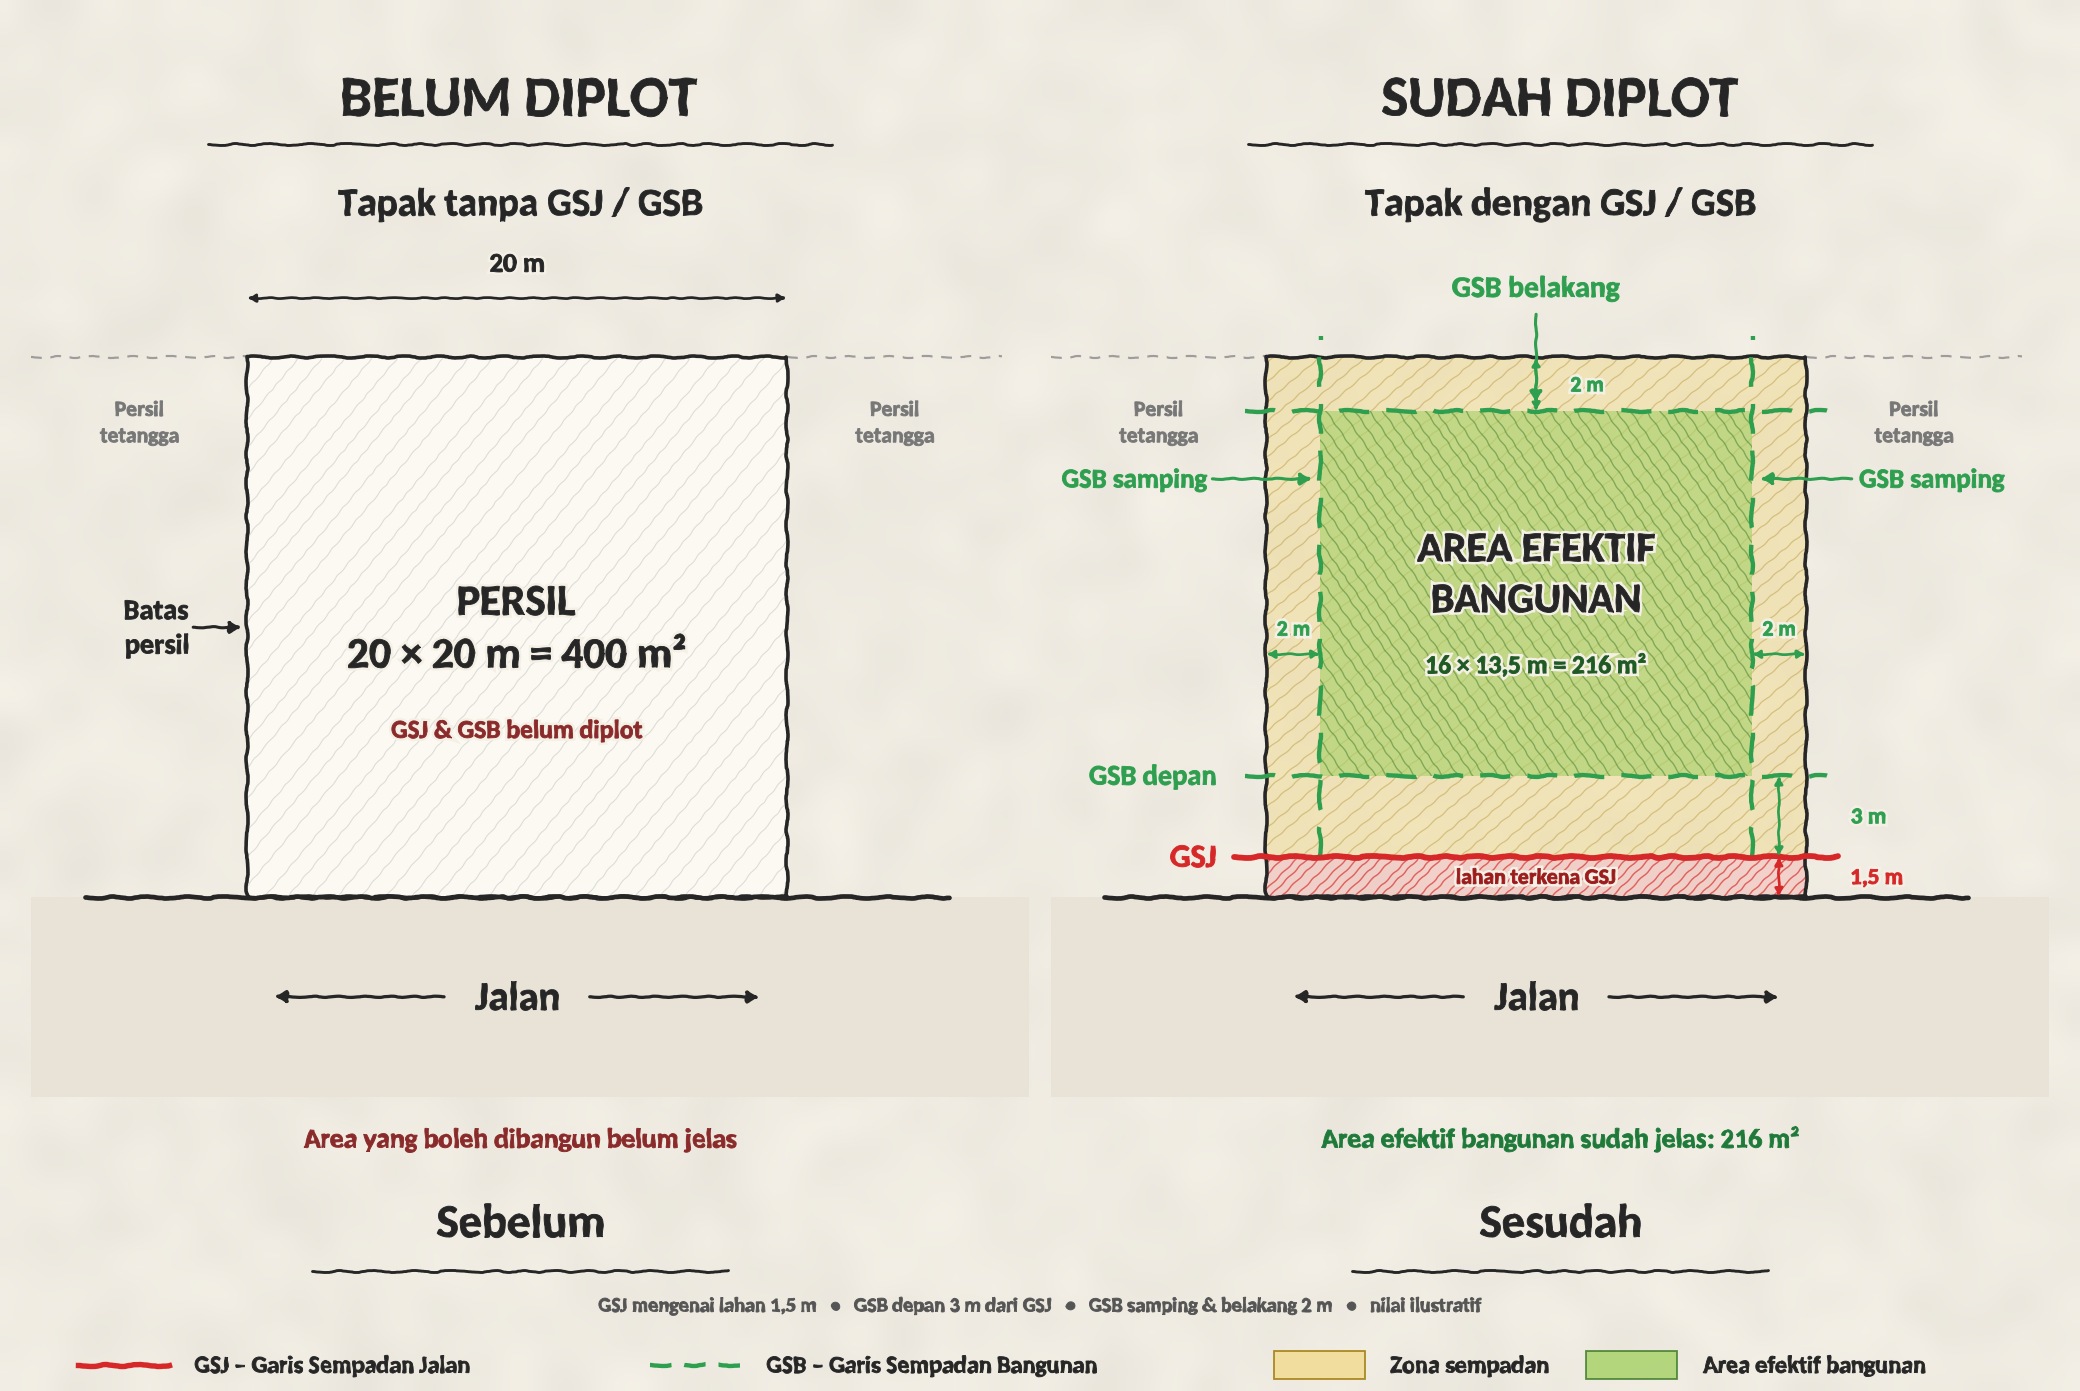 BELUM DIPLOT
Tapak tanpa GSJ / GSB
20 m
Persil
tetangga
Persil
tetangga
Batas
persil
PERSIL
20 × 20 m = 400 m²
GSJ & GSB belum diplot
Jalan
Area yang boleh dibangun belum jelas
Sebelum
SUDAH DIPLOT
Tapak dengan GSJ / GSB
GSB belakang
2 m
Persil
tetangga
Persil
tetangga
GSB samping
GSB samping
AREA EFEKTIF
BANGUNAN
2 m
2 m
16 × 13,5 m = 216 m²
GSB depan
3 m
GSJ
lahan terkena GSJ
1,5 m
Jalan
Area efektif bangunan sudah jelas: 216 m²
Sesudah
GSJ mengenai lahan 1,5 m ● GSB depan 3 m dari GSJ ● GSB samping & belakang 2 m ● nilai ilustratif
GSJ – Garis Sempadan Jalan
GSB – Garis Sempadan Bangunan
Zona sempadan
Area efektif bangunan